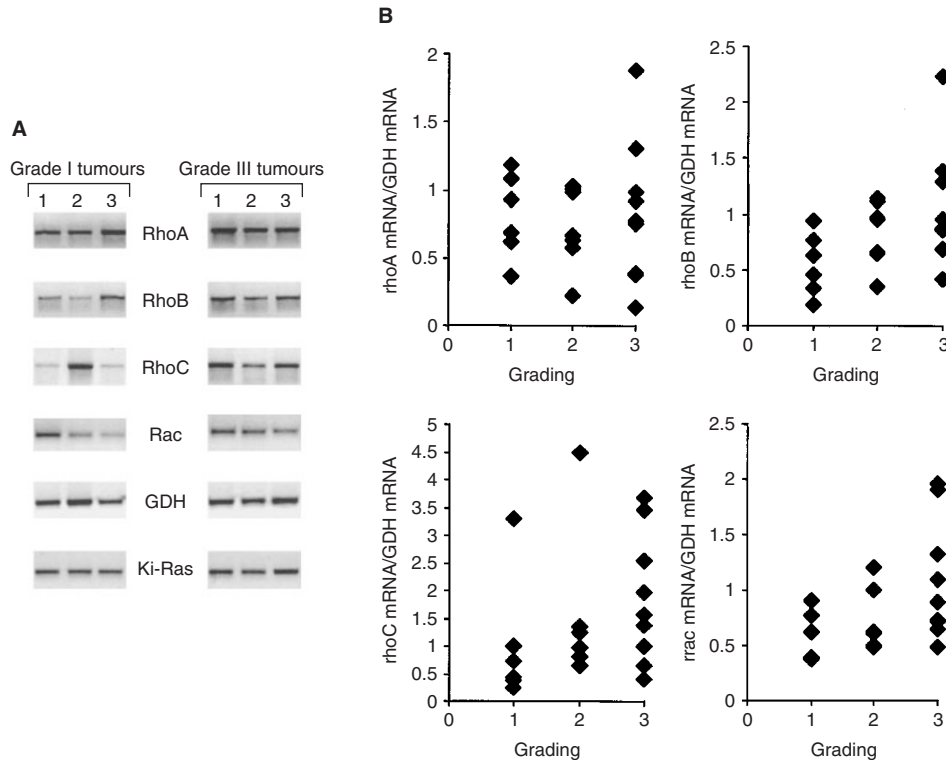 A
Grade I tumours Grade III tumours
1 2 3 1 2 3
RhoA
RhoB
RhoC
Rac
GDH
Ki-Ras
B
rhoA mRNA/GDH mRNA
2
1.5
1
0.5
0
0 1 2 3
Grading
rhoB mRNA/GDH mRNA
2.5
2
1.5
1
0.5
0
0 1 2 3
Grading
rhoC mRNA/GDH mRNA
5
4.5
4
3.5
3
2.5
2
1.5
1
0.5
0
0 1 2 3
Grading
rrac mRNA/GDH mRNA
2.5
2
1.5
1
0.5
0
0 1 2 3
Grading